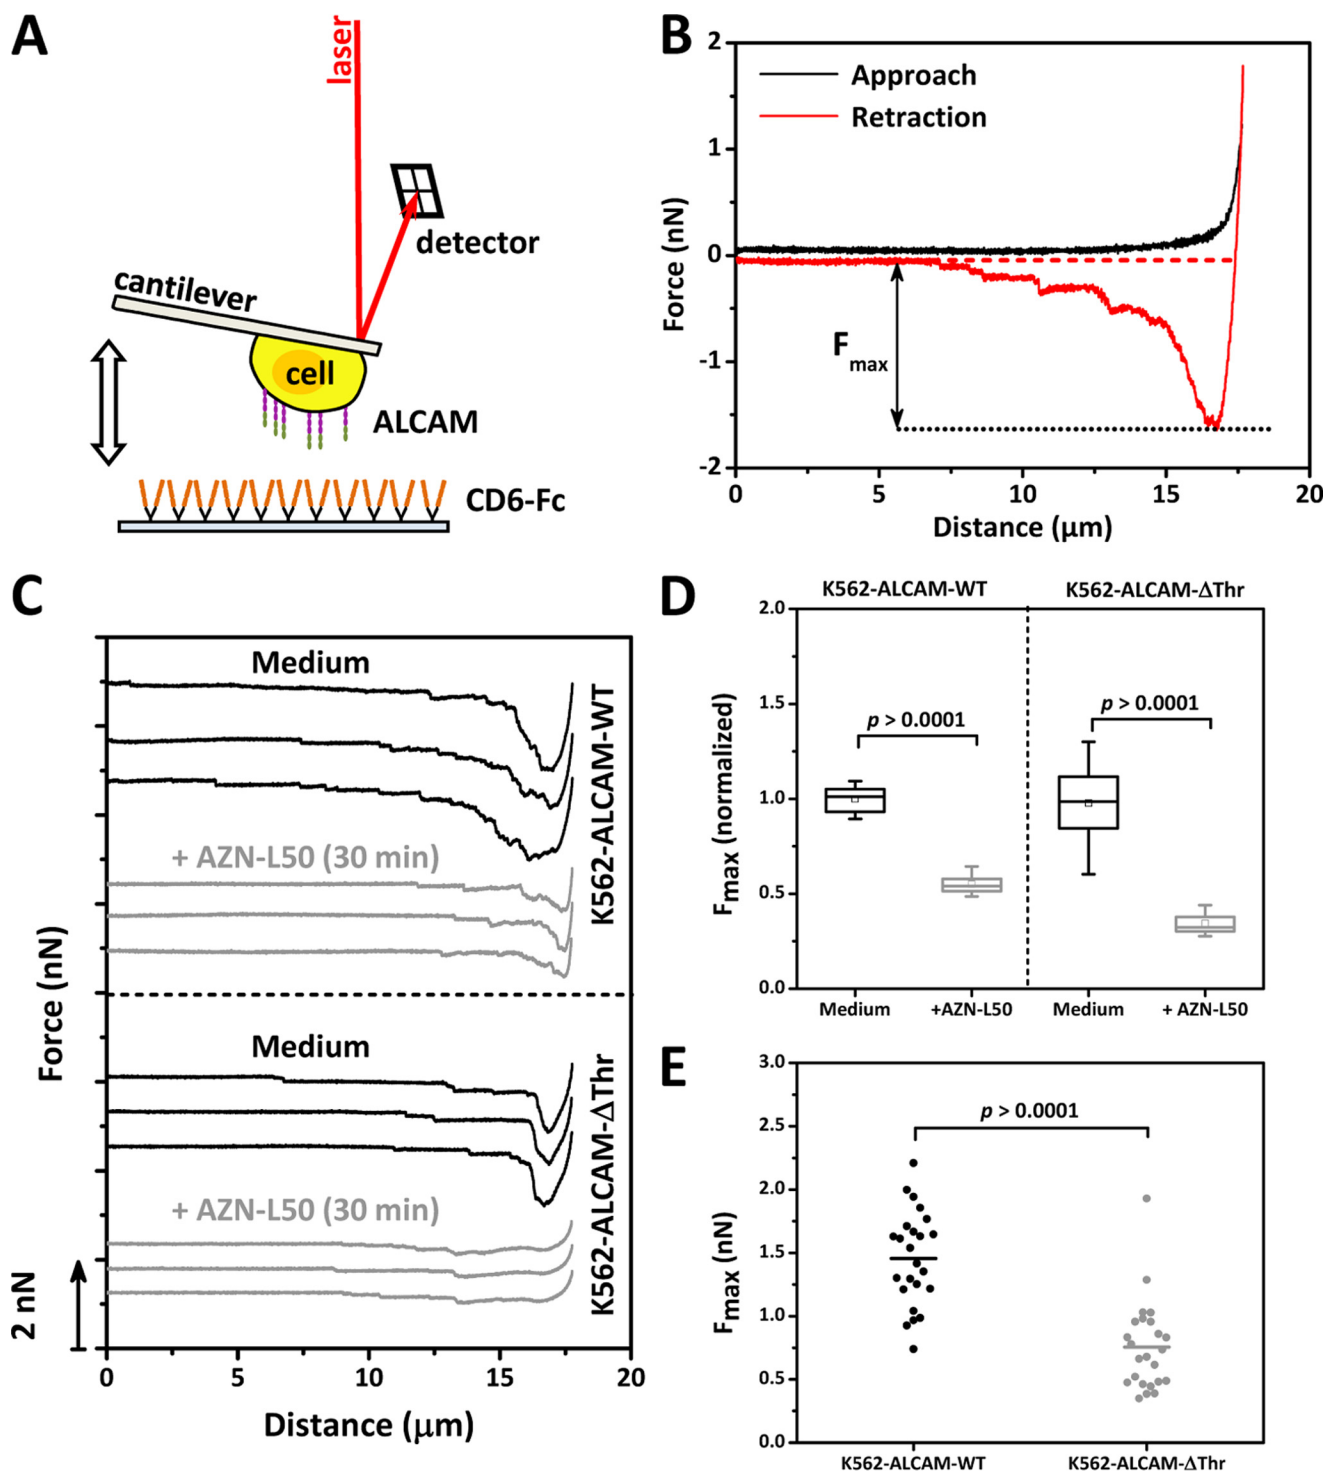 A
laser
detector
cantilever
cell
ALCAM
CD6-Fc
B
Approach
Retraction
Force (nN)
2
1
0
-1
-2
Fmax
0 5 10 15 20
Distance (µm)
C
Medium
+ AZN-L50 (30 min)
K562-ALCAM-WT
Medium
+ AZN-L50 (30 min)
K562-ALCAM-ΔThr
Force (nN)
2 nN
0 5 10 15 20
Distance (µm)
D
K562-ALCAM-WT K562-ALCAM-ΔThr
Fmax (normalized)
2.0
1.5
1.0
0.5
0.0
p > 0.0001
p > 0.0001
Medium +AZN-L50 Medium + AZN-L50
E
Fmax (nN)
3.0
2.5
2.0
1.5
1.0
0.5
0.0
p > 0.0001
K562-ALCAM-WT K562-ALCAM-ΔThr